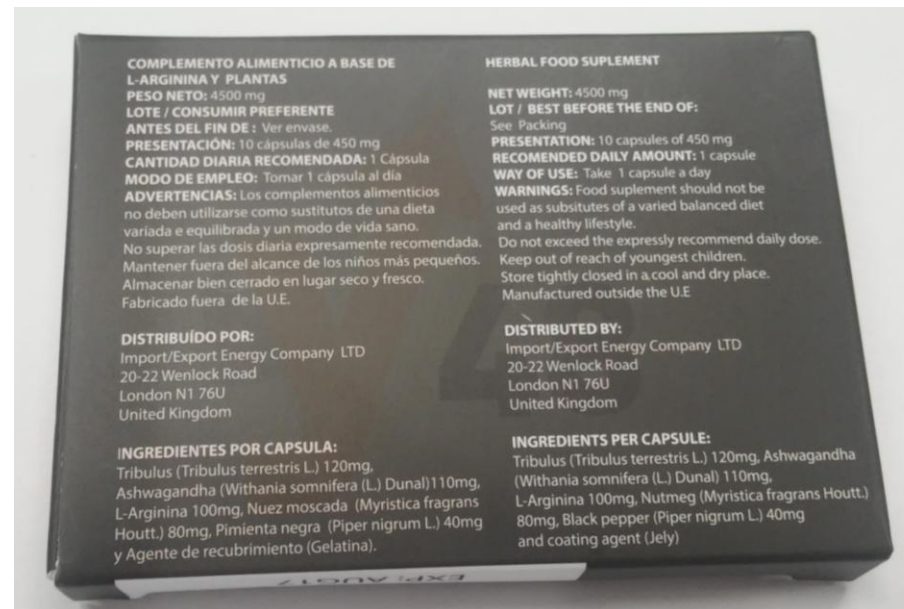 COMPLEMENTO ALIMENTICIO A BASE DE
L-ARGININA Y PLANTAS
PESO NETO: 4500 mg
LOTE / CONSUMIR PREFERENTE
ANTES DEL FIN DE : Ver envase.
PRESENTACIÓN: 10 cápsulas de 450 mg
CANTIDAD DIARIA RECOMENDADA: 1 Cápsula
MODO DE EMPLEO: Tomar 1 cápsula al día
ADVERTENCIAS: Los complementos alimenticios
no deben utilizarse como sustitutos de una dieta
variada e equilibrada y un modo de vida sano.
No superar las dosis diaria expresamente recomendada.
Mantener fuera del alcance de los niños más pequeños.
Almacenar bien cerrado en lugar seco y fresco.
Fabricado fuera de la U.E.
DISTRIBUÍDO POR:
Import/Export Energy Company LTD
20-22 Wenlock Road
London N1 76U
United Kingdom
INGREDIENTES POR CAPSULA:
Tribulus (Tribulus terrestris L.) 120mg,
Ashwagandha (Withania somnifera (L.) Dunal)110mg,
L-Arginina 100mg, Nuez moscada (Myristica fragrans
Houtt.) 80mg, Pimienta negra (Piper nigrum L.) 40mg
y Agente de recubrimiento (Gelatina).
HERBAL FOOD SUPLEMENT
NET WEIGHT: 4500 mg
LOT / BEST BEFORE THE END OF:
See Packing
PRESENTATION: 10 capsules of 450 mg
RECOMENDED DAILY AMOUNT: 1 capsule
WAY OF USE: Take 1 capsule a day
WARNINGS: Food suplement should not be
used as subsitutes of a varied balanced diet
and a healthy lifestyle.
Do not exceed the expressly recommend daily dose.
Keep out of reach of youngest children.
Store tightly closed in a cool and dry place.
Manufactured outside the U.E
DISTRIBUTED BY:
Import/Export Energy Company LTD
20-22 Wenlock Road
London N1 76U
United Kingdom
INGREDIENTS PER CAPSULE:
Tribulus (Tribulus terrestris L.) 120mg, Ashwagandha
(Withania somnifera (L.) Dunal) 110mg,
L-Arginina 100mg, Nutmeg (Myristica fragrans Houtt.)
80mg, Black pepper (Piper nigrum L.) 40mg
and coating agent (Jely)
48
EXP: AUG17